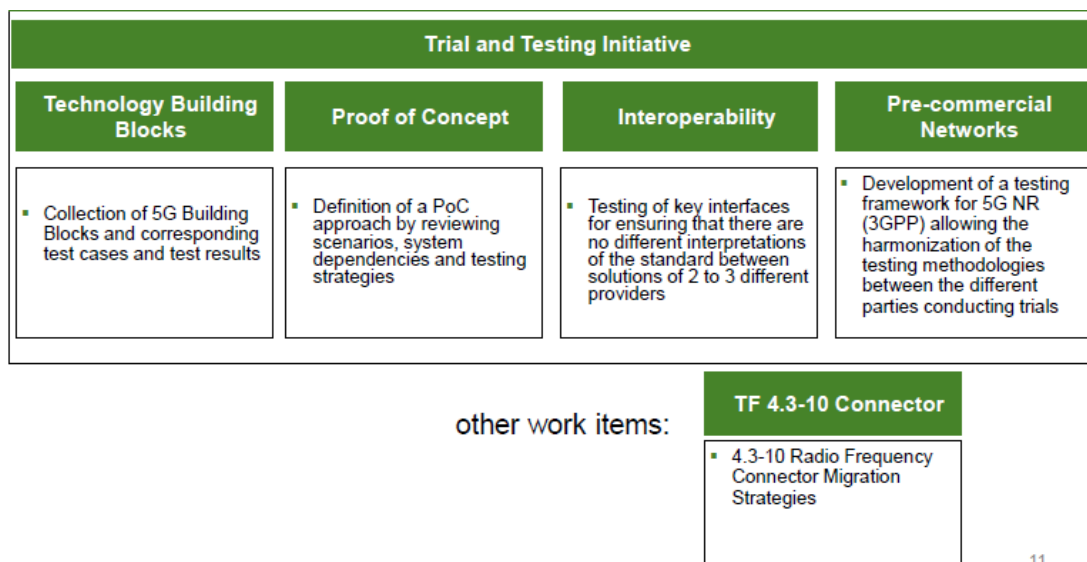 Trial and Testing Initiative
Technology Building
Blocks
▪ Collection of 5G Building
Blocks and corresponding
test cases and test results
Proof of Concept
▪ Definition of a PoC
approach by reviewing
scenarios, system
dependencies and testing
strategies
Interoperability
▪ Testing of key interfaces
for ensuring that there are
no different interpretations
of the standard between
solutions of 2 to 3 different
providers
Pre-commercial
Networks
▪ Development of a testing
framework for 5G NR
(3GPP) allowing the
harmonization of the
testing methodologies
between the different
parties conducting trials
other work items:
TF 4.3-10 Connector
▪ 4.3-10 Radio Frequency
Connector Migration
Strategies
11